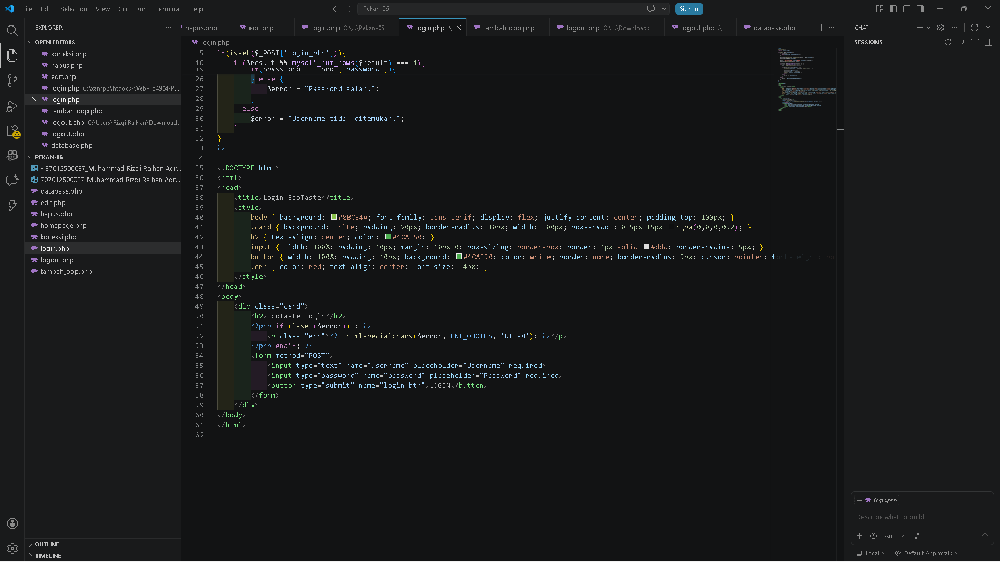 File Edit Selection View Go Run Terminal Help
Pekan-06
Sign In
EXPLORER
OPEN EDITORS
koneksi.php
hapus.php
edit.php
login.php C:\xampp\htdocs\WebPro4904\P...
login.php
tambah_oop.php
logout.php C:\Users\Rizqi Raihan\Downloads
logout.php
database.php
PEKAN-06
~$7012500087_Muhammad Rizqi Raihan Adr...
707012500087_Muhammad Rizqi Raihan Adr...
database.php
edit.php
hapus.php
homepage.php
koneksi.php
login.php
logout.php
tambah_oop.php
OUTLINE
TIMELINE
hapus.php edit.php login.php C:\...\Pekan-05 login.php .\ tambah_oop.php logout.php C:\...\Downloads logout.php .\ database.php
login.php
5 if(isset($_POST['login_btn'])){
16 if($result && mysqli_num_rows($result) === 1){
19 if($password === $row['password']){
26 } else {
27 $error = "Password salah!";
28 }
29 } else {
30 $error = "Username tidak ditemukan!";
31 }
32 }
33 ?>
34
35 <!DOCTYPE html>
36 <html>
37 <head>
38 <title>Login EcoTaste</title>
39 <style>
40 body { background: #8BC34A; font-family: sans-serif; display: flex; justify-content: center; padding-top: 100px; }
41 .card { background: white; padding: 20px; border-radius: 10px; width: 300px; box-shadow: 0 5px 15px rgba(0,0,0,0.2); }
42 h2 { text-align: center; color: #4CAF50; }
43 input { width: 100%; padding: 10px; margin: 10px 0; box-sizing: border-box; border: 1px solid #ddd; border-radius: 5px; }
44 button { width: 100%; padding: 10px; background: #4CAF50; color: white; border: none; border-radius: 5px; cursor: pointer; font-weight: bol
45 .err { color: red; text-align: center; font-size: 14px; }
46 </style>
47 </head>
48 <body>
49 <div class="card">
50 <h2>EcoTaste Login</h2>
51 <?php if (isset($error)) : ?>
52 <p class="err"><?= htmlspecialchars($error, ENT_QUOTES, 'UTF-8'); ?></p>
53 <?php endif; ?>
54 <form method="POST">
55 <input type="text" name="username" placeholder="Username" required>
56 <input type="password" name="password" placeholder="Password" required>
57 <button type="submit" name="login_btn">LOGIN</button>
58 </form>
59 </div>
60 </body>
61 </html>
62
CHAT
SESSIONS
login.php
Describe what to build
Auto
Local Default Approvals